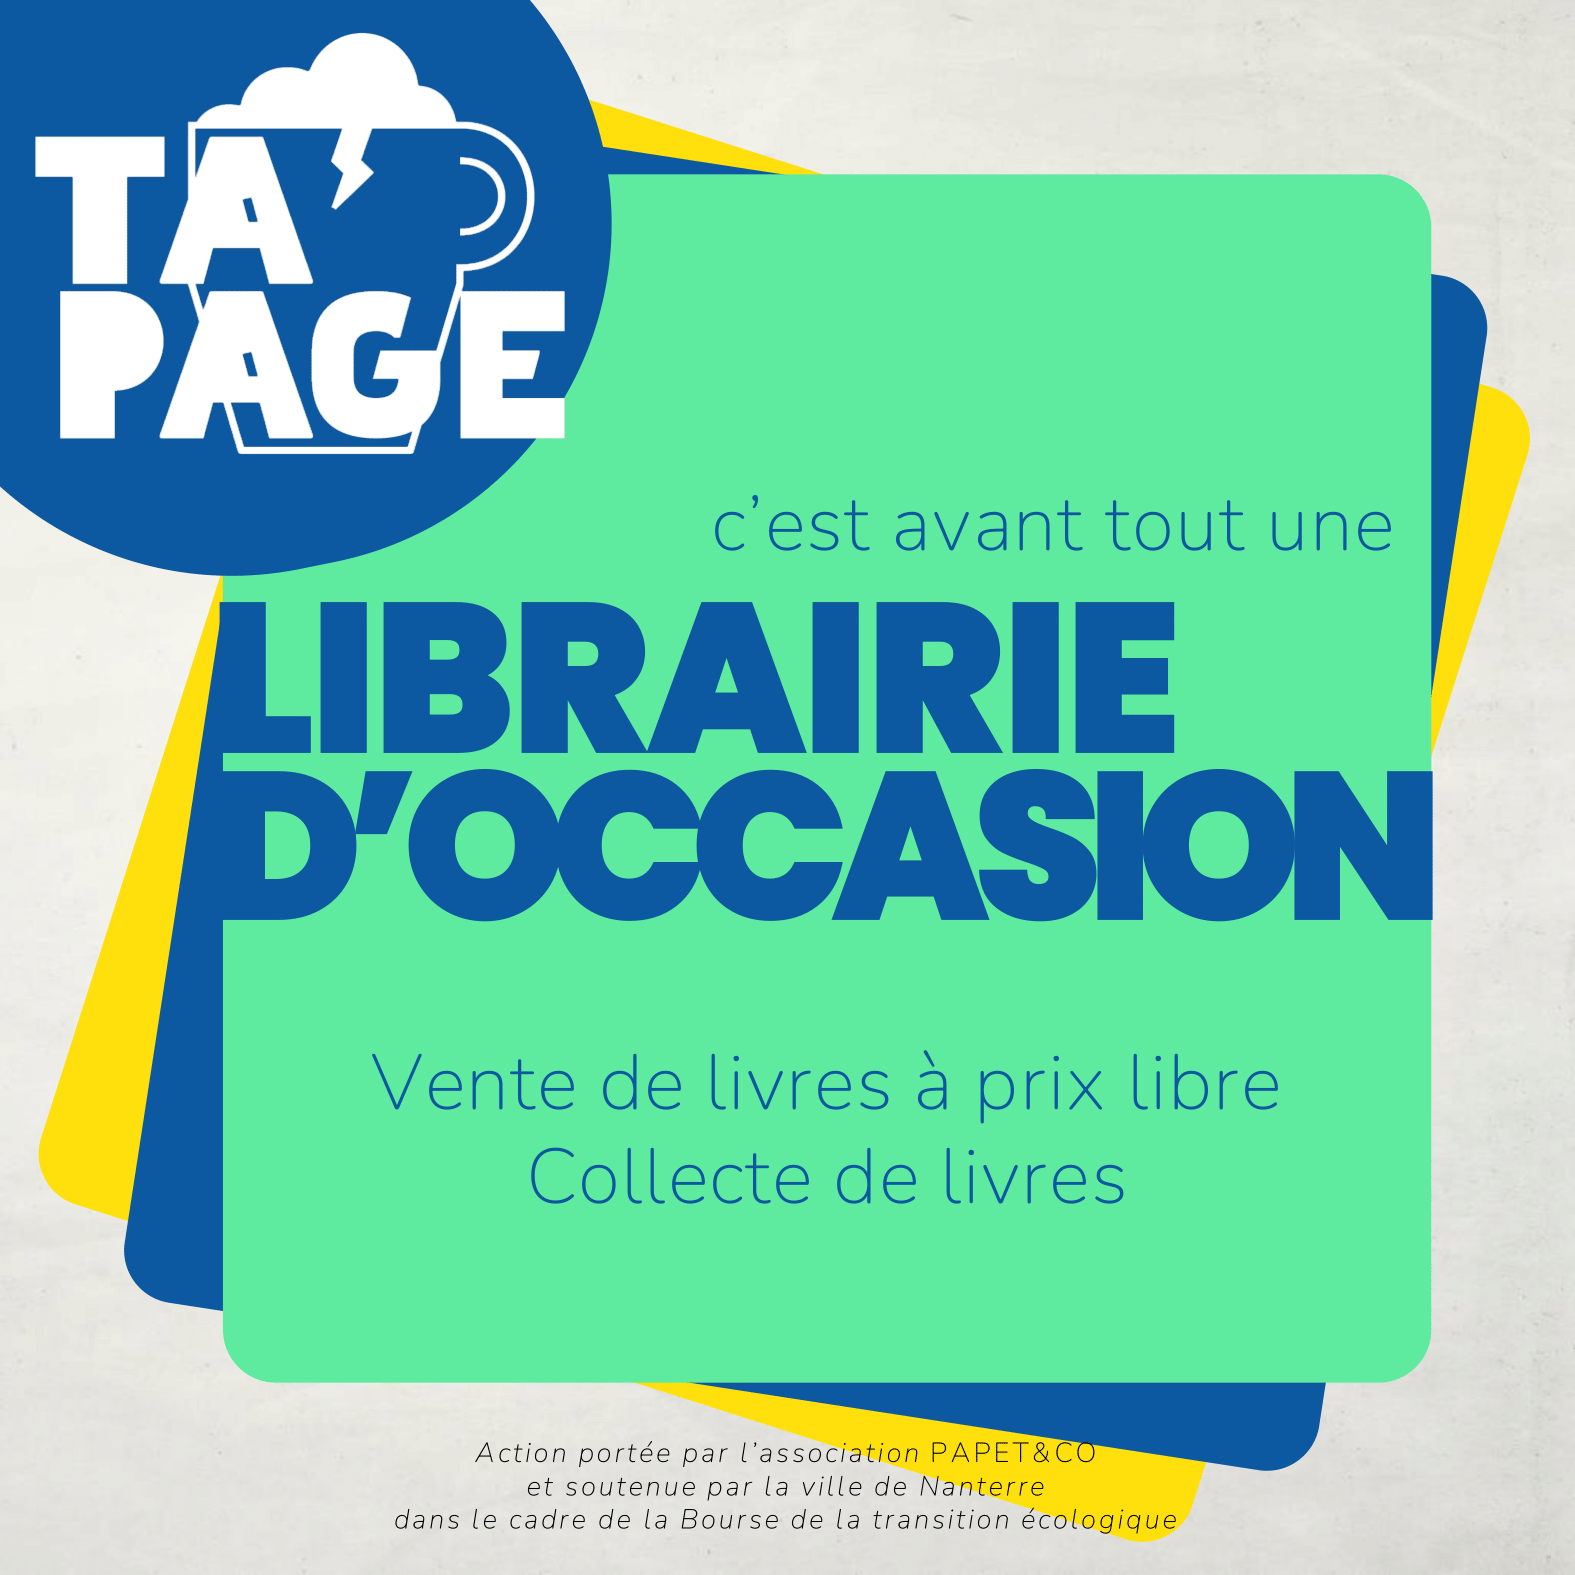 TA
PAGE
c’est avant tout une
LIBRAIRIE
D’OCCASION
Vente de livres à prix libre
Collecte de livres
Action portée par l’association PAPET&CO
et soutenue par la ville de Nanterre
dans le cadre de la Bourse de la transition écologique